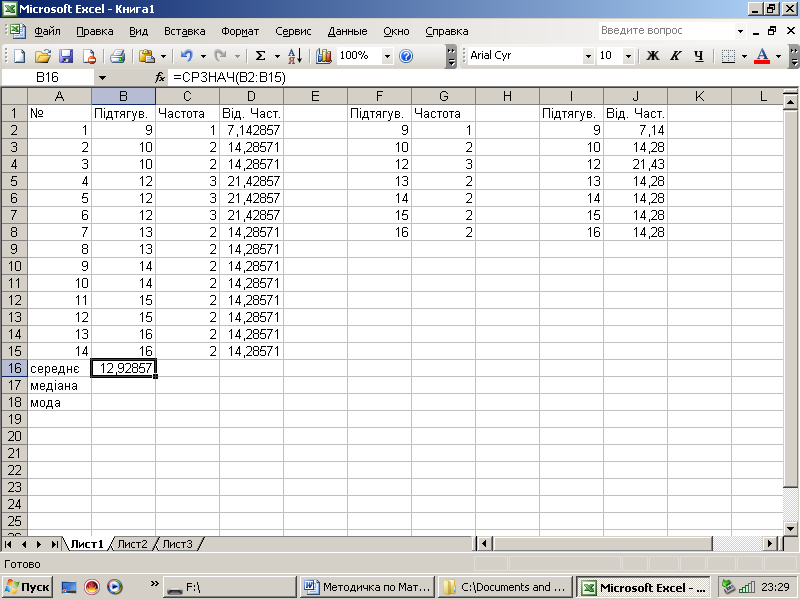 Microsoft Excel - Книга1
Файл Правка Вид Вставка Формат Сервис Данные Окно Справка Введите вопрос
100% Arial Cyr 10 Ж К Ч
B16 fx =СРЗНАЧ(B2:B15)
A B C D E F G H I J K L
1 № Підтягув. Частота Від. Част. Підтягув. Частота Підтягув. Від. Част.
2 1 9 1 7,142857 9 1 9 7,14
3 2 10 2 14,28571 10 2 10 14,28
4 3 10 2 14,28571 12 3 12 21,43
5 4 12 3 21,42857 13 2 13 14,28
6 5 12 3 21,42857 14 2 14 14,28
7 6 12 3 21,42857 15 2 15 14,28
8 7 13 2 14,28571 16 2 16 14,28
9 8 13 2 14,28571
10 9 14 2 14,28571
11 10 14 2 14,28571
12 11 15 2 14,28571
13 12 15 2 14,28571
14 13 16 2 14,28571
15 14 16 2 14,28571
16 середнє 12,92857
17 медіана
18 мода
19
20
21
22
23
24
25
Лист1 Лист2 Лист3
Готово
Пуск F:\ Методичка по Мат... C:\Documents and ... Microsoft Excel - ... 23:29